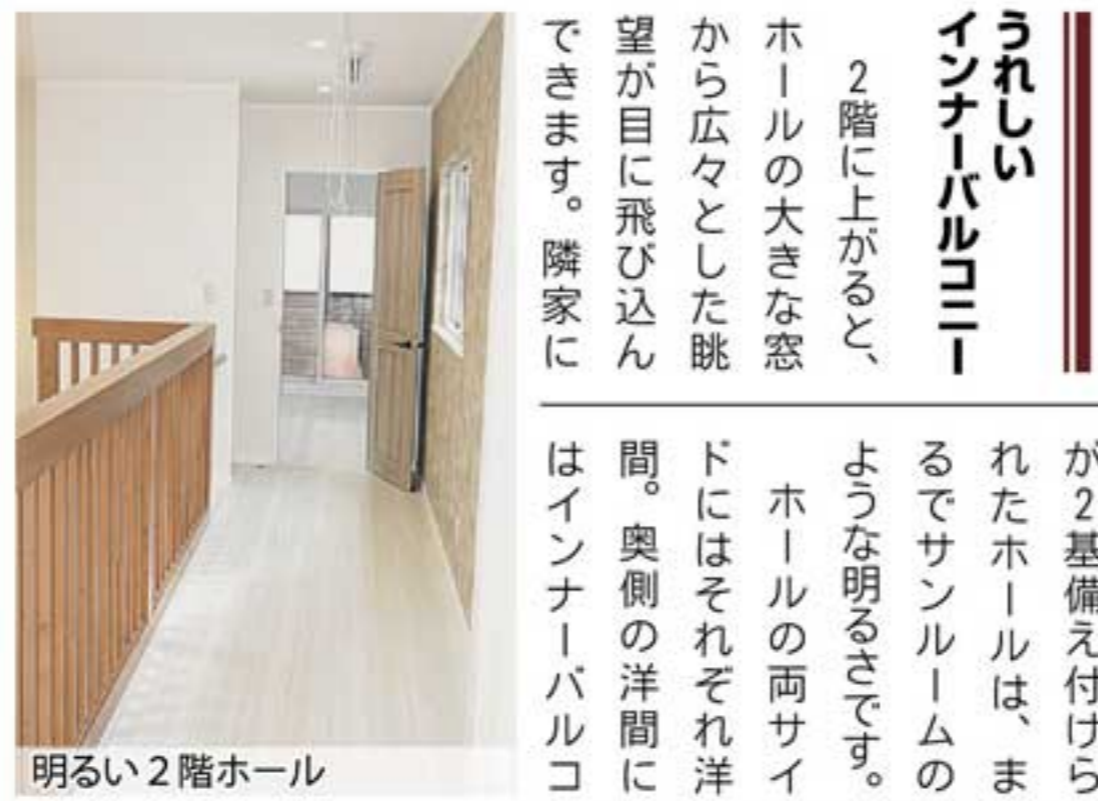 うれしい
インナーバルコニー
2階に上がると、
ホールの大きな窓
から広々とした眺
望が目に飛び込ん
できます。隣家に
が2基備え付けら
れたホールは、ま
るでサンルームの
ような明るさです。
ホールの両サイ
ドにはそれぞれ洋
間。奥側の洋間に
はインナーバルコ
明るい2階ホール